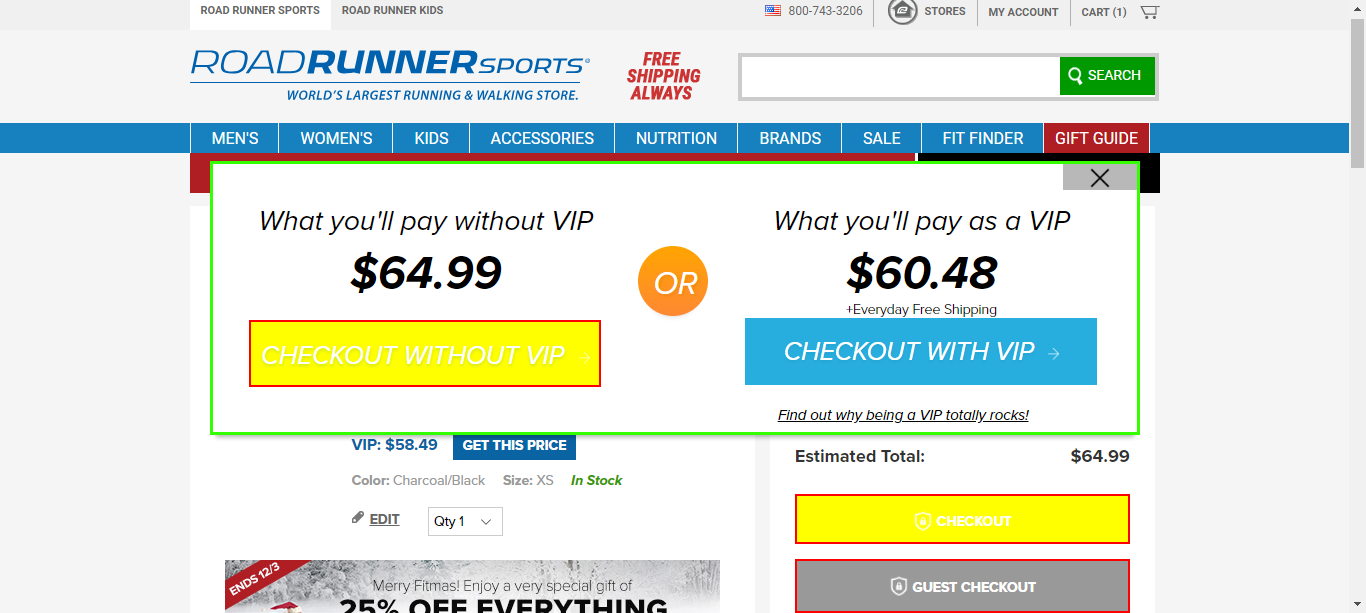 ROAD RUNNER SPORTS ROAD RUNNER KIDS 800-743-3206 STORES MY ACCOUNT CART (1)
ROADRUNNERSPORTS
WORLD'S LARGEST RUNNING & WALKING STORE.
FREE
SHIPPING
ALWAYS
SEARCH
MEN'S WOMEN'S KIDS ACCESSORIES NUTRITION BRANDS SALE FIT FINDER GIFT GUIDE
What you'll pay without VIP
$64.99
CHECKOUT WITHOUT VIP →
OR
What you'll pay as a VIP
$60.48
+Everyday Free Shipping
CHECKOUT WITH VIP →
Find out why being a VIP totally rocks!
VIP: $58.49 GET THIS PRICE
Color: Charcoal/Black Size: XS In Stock
EDIT Qty 1
Estimated Total: $64.99
CHECKOUT
GUEST CHECKOUT
ENDS 12/3
Merry Fitmas! Enjoy a very special gift of
25% OFF EVERYTHING